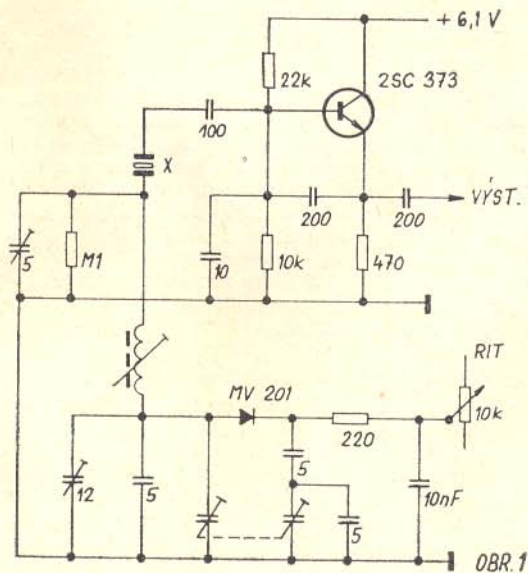 + 6,1 V
22k
2SC 373
100
X
200
200
VÝST.
5
M1
10
10k
470
RIT
MV 201
10k
220
5
12
5
5
10nF
OBR.1